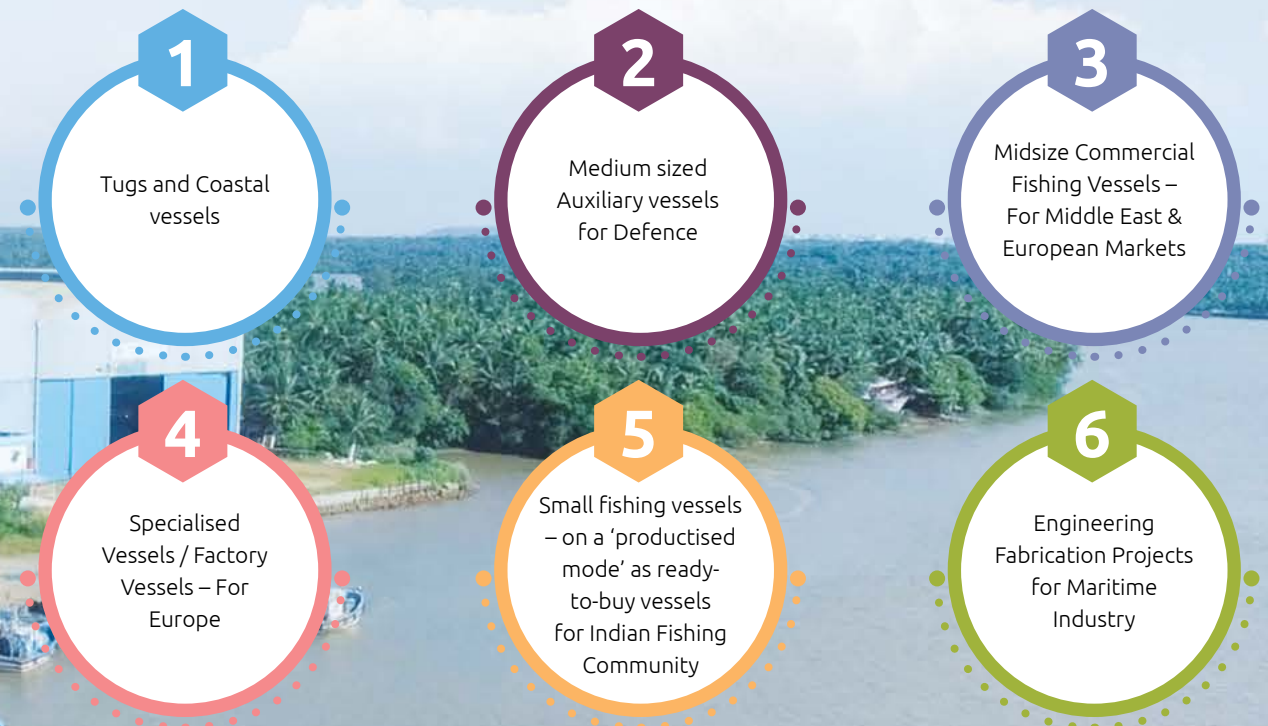 1
Tugs and Coastal
vessels
2
Medium sized
Auxiliary vessels
for Defence
3
Midsize Commercial
Fishing Vessels –
For Middle East &
European Markets
4
Specialised
Vessels / Factory
Vessels – For
Europe
5
Small fishing vessels
– on a ‘productised
mode’ as ready-
to-buy vessels
for Indian Fishing
Community
6
Engineering
Fabrication Projects
for Maritime
Industry